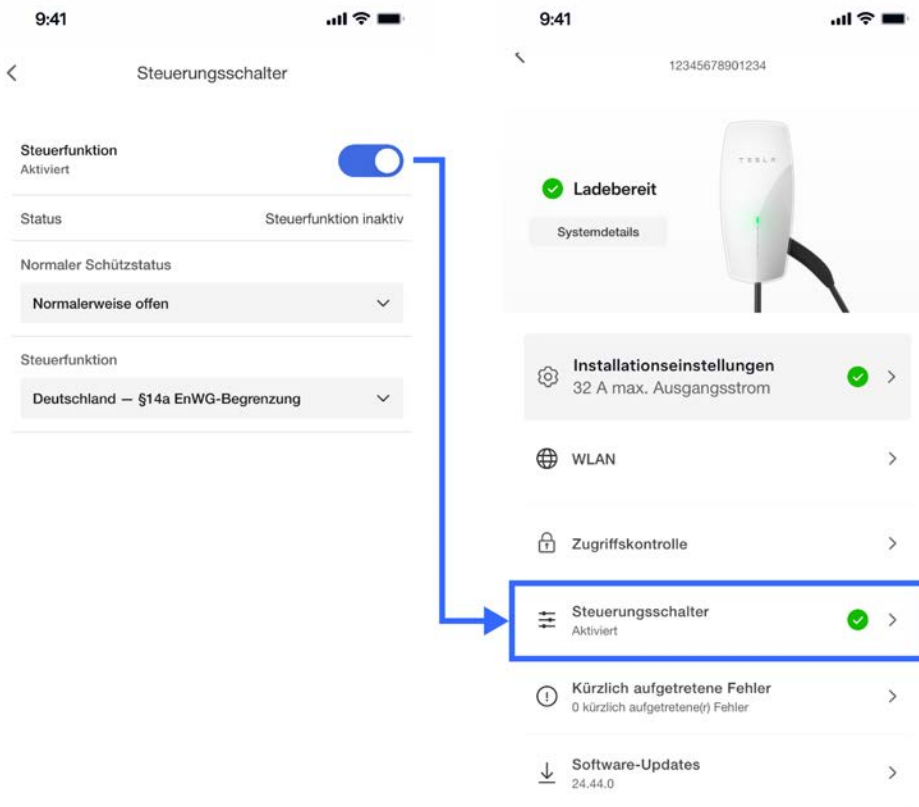 9:41
Steuerungsschalter
Steuerfunktion
Aktiviert
Status
Steuerfunktion inaktiv
Normaler Schützstatus
Normalerweise offen
Steuerfunktion
Deutschland — §14a EnWG-Begrenzung
9:41
12345678901234
TESLA
Ladebereit
Systemdetails
Installationseinstellungen
32 A max. Ausgangsstrom
WLAN
Zugriffskontrolle
Steuerungsschalter
Aktiviert
Kürzlich aufgetretene Fehler
0 kürzlich aufgetretene(r) Fehler
Software-Updates
24.44.0